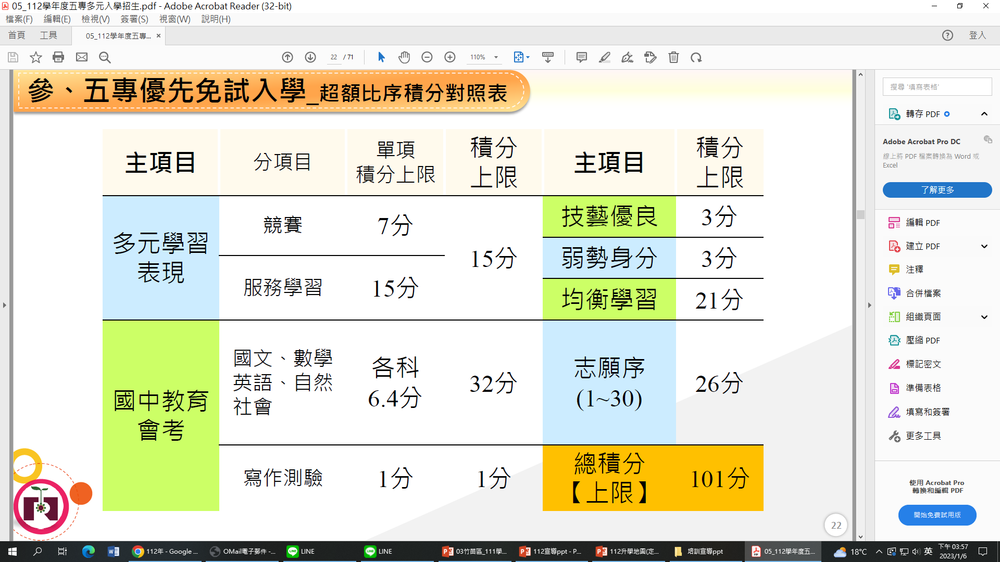 05_112學年度五專多元入學招生.pdf - Adobe Acrobat Reader (32-bit)
檔案(F) 編輯(E) 檢視(V) 簽署(S) 視窗(W) 說明(H)
首頁 工具 05_112學年度五專... × 登入
22 / 71 110%
參、五專優先免試入學_超額比序積分對照表
主項目 分項目 單項積分上限 積分上限 主項目 積分上限
多元學習表現 競賽 7分 15分 技藝優良 3分
弱勢身分 3分
服務學習 15分 均衡學習 21分
國中教育會考 國文、數學 英語、自然 社會 各科 6.4分 32分 志願序 (1~30) 26分
寫作測驗 1分 1分 總積分【上限】 101分
22
搜尋 '填寫表格'
轉存 PDF
Adobe Acrobat Pro DC
線上將 PDF 檔案轉換為 Word 或
Excel
了解更多
編輯 PDF
建立 PDF
注釋
合併檔案
組織頁面
壓縮 PDF
標記密文
準備表格
填寫和簽署
更多工具
使用 Acrobat Pro
轉換和編輯 PDF
開始免費試用版
112年 - Google ... OMail電子郵件 -... LINE LINE 03竹苗區_111學... 112宣導ppt - P... 112升學地圖(定... 培訓宣導ppt 05_112學年度五... 18°C 英 下午 03:57
2023/1/6